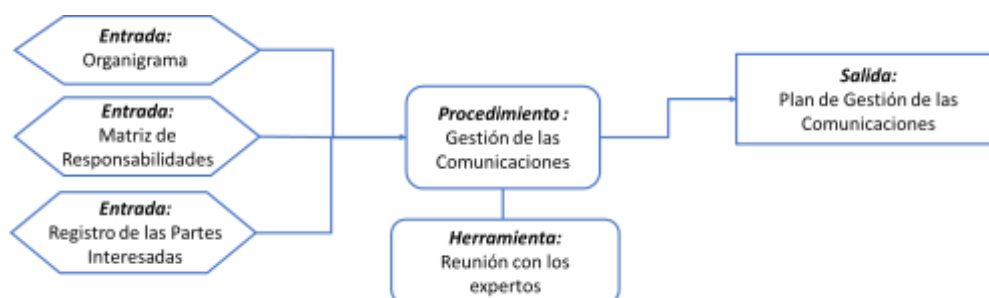 Entrada:
Organigrama
Entrada:
Matriz de
Responsabilidades
Entrada:
Registro de las Partes
Interesadas
Procedimiento :
Gestión de las
Comunicaciones
Herramienta:
Reunión con los
expertos
Salida:
Plan de Gestión de las
Comunicaciones